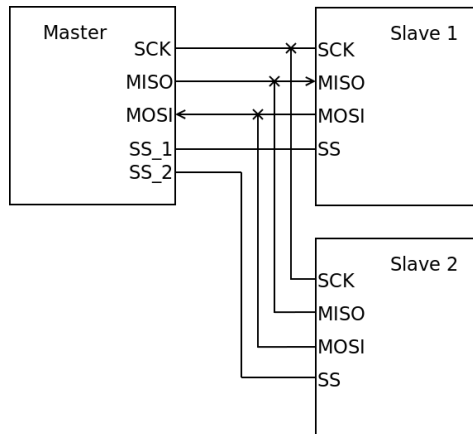 Master
SCK
MISO
MOSI
SS_1
SS_2
Slave 1
SCK
MISO
MOSI
SS
Slave 2
SCK
MISO
MOSI
SS